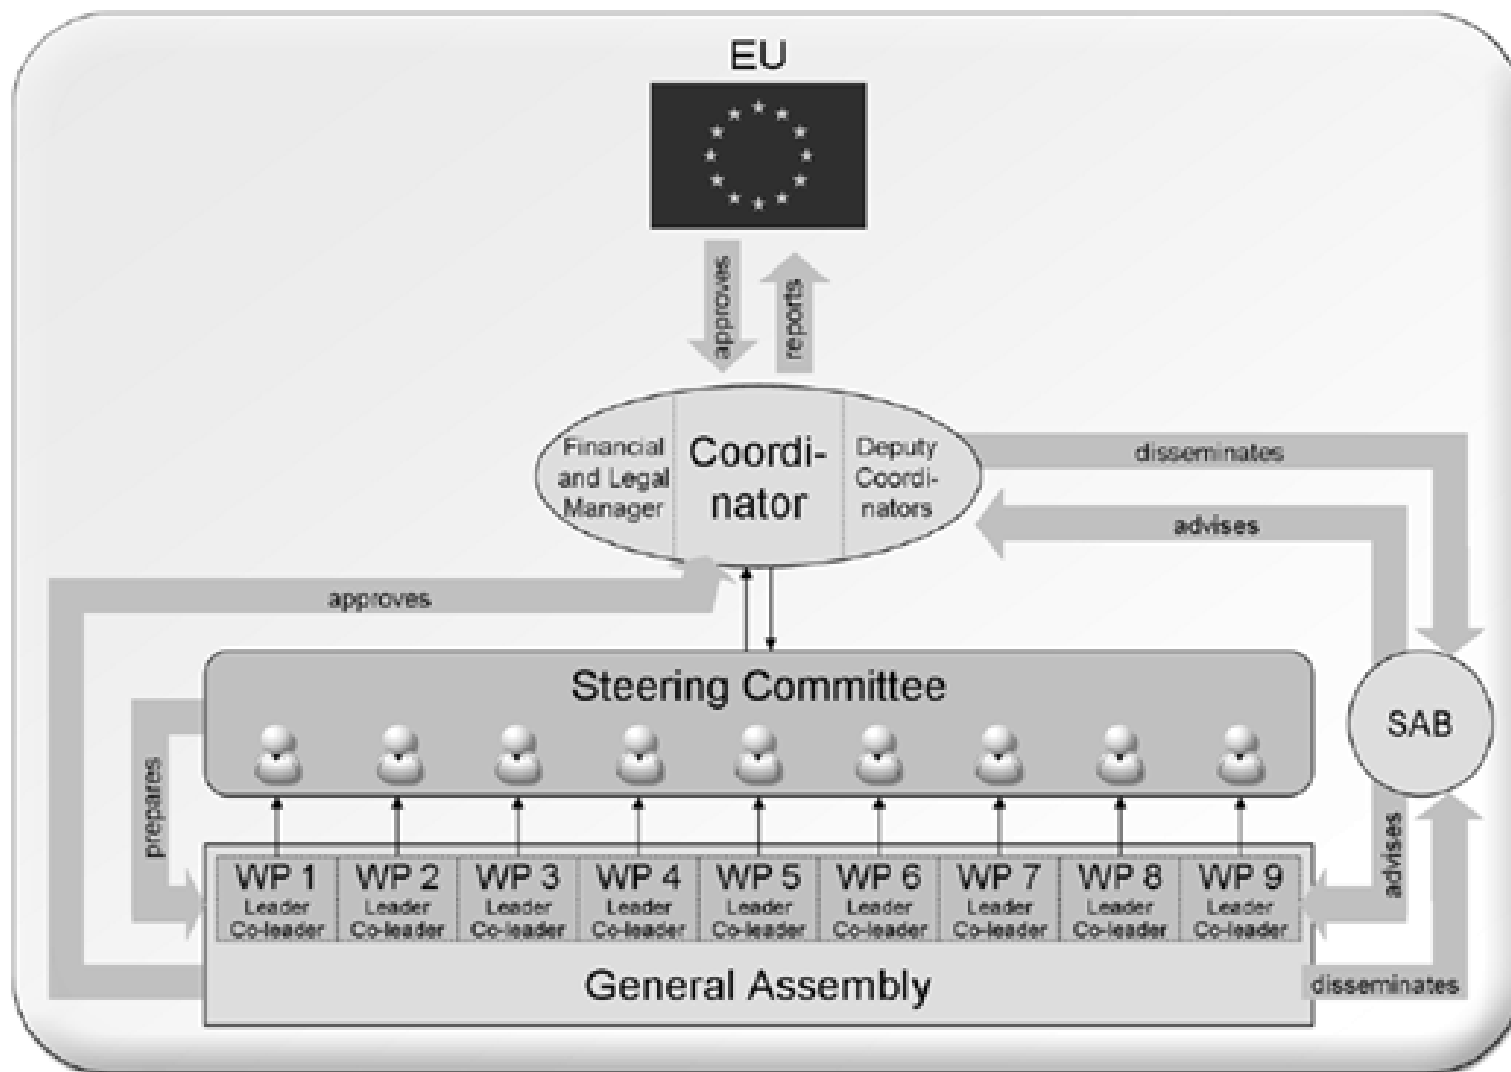 EU
approves
reports
Financial
and Legal
Manager
Coordi-
nator
Deputy
Coordi-
nators
disseminates
advises
approves
Steering Committee
SAB
prepares
advises
WP 1 WP 2 WP 3 WP 4 WP 5 WP 6 WP 7 WP 8 WP 9
Leader Leader Leader Leader Leader Leader Leader Leader Leader
Co-leader Co-leader Co-leader Co-leader Co-leader Co-leader Co-leader Co-leader Co-leader
General Assembly
disseminates